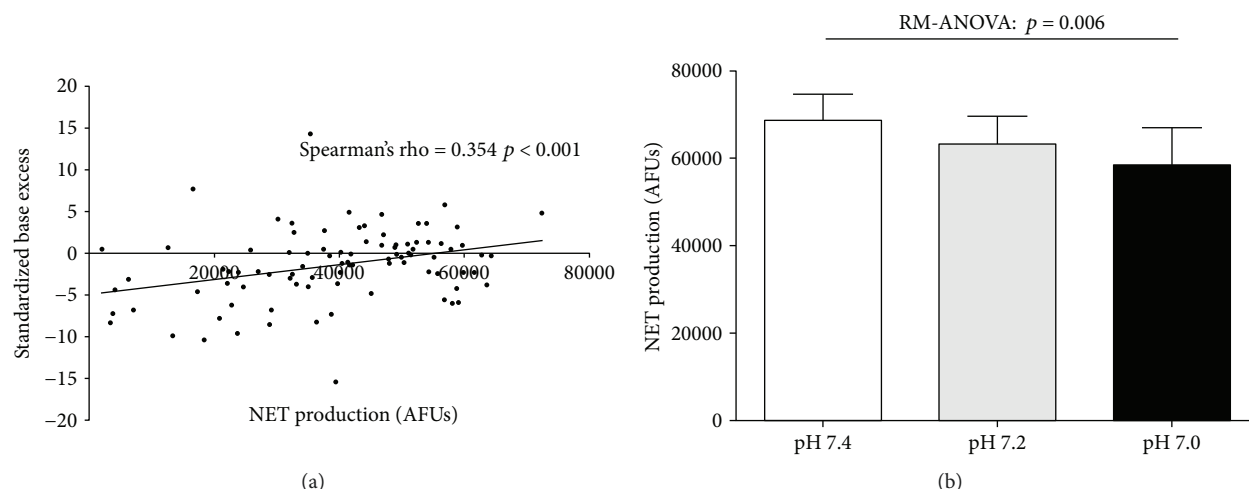 20
15
10
5
0
−5
−10
−15
−20
Standardized base excess
Spearman's rho = 0.354 p < 0.001
20000 40000 60000 80000
NET production (AFUs)
(a)
RM-ANOVA: p = 0.006
80000
60000
40000
20000
0
NET production (AFUs)
pH 7.4 pH 7.2 pH 7.0
(b)